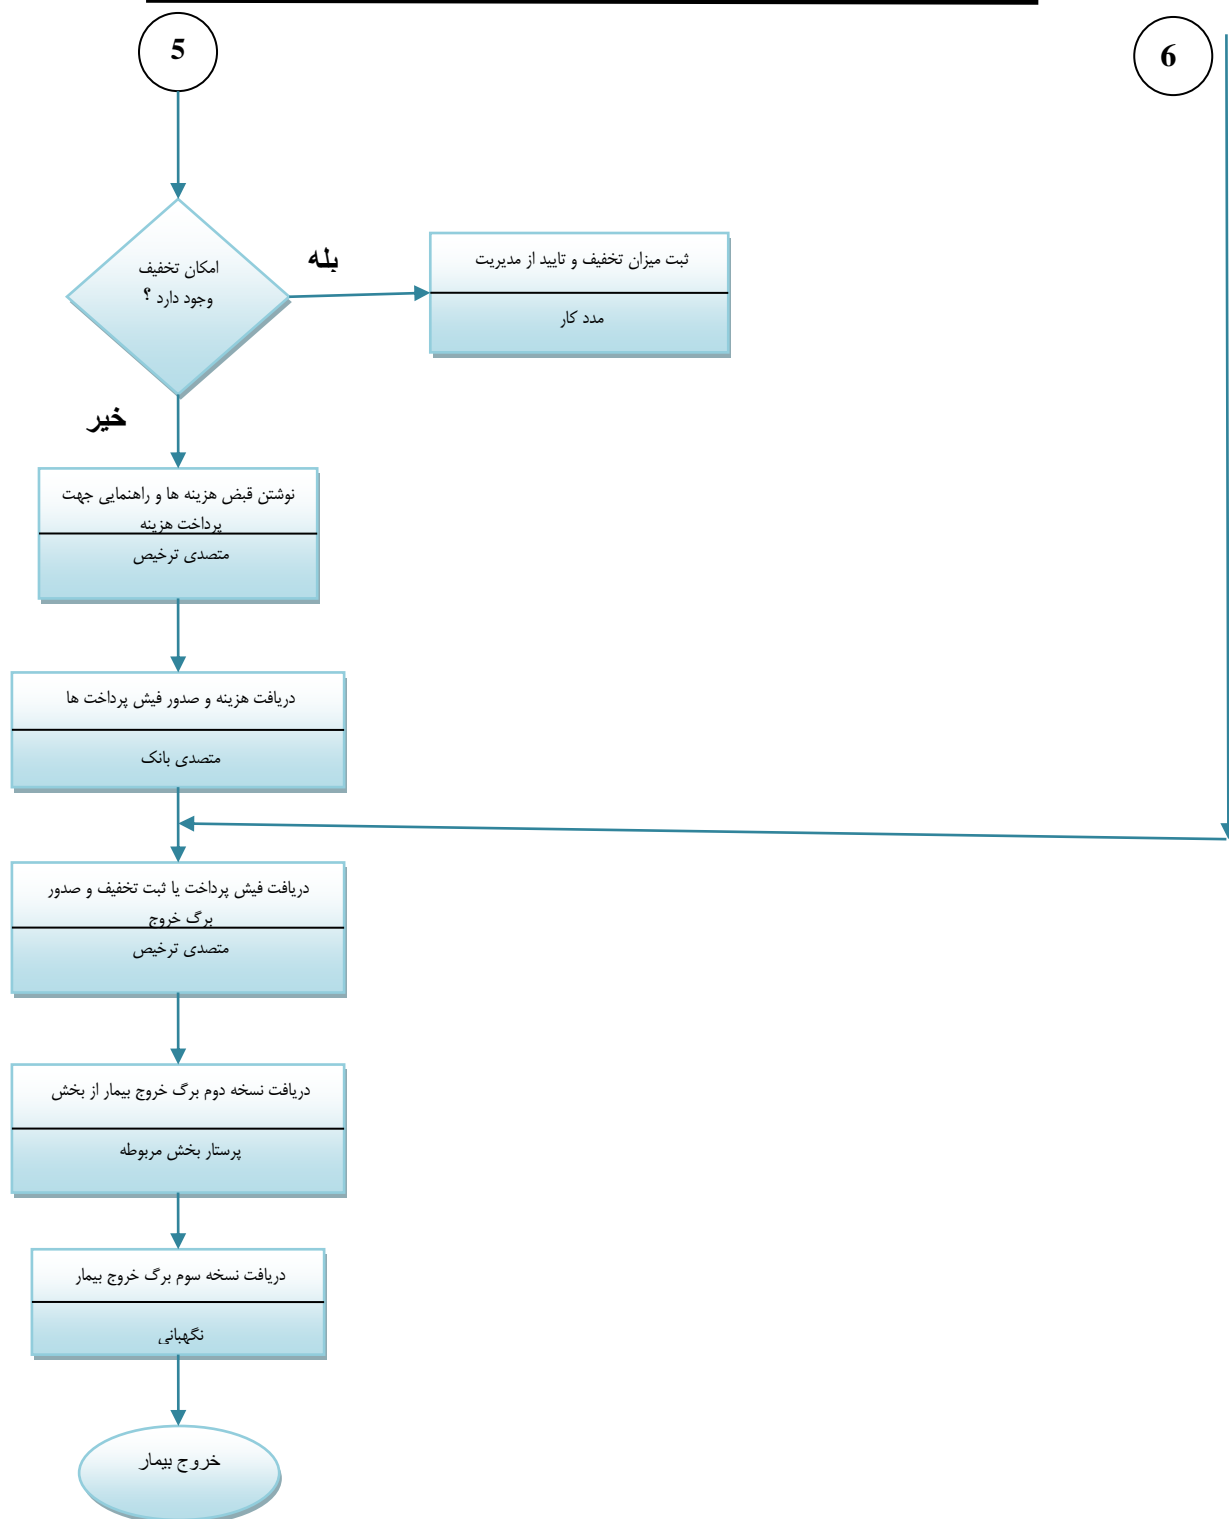 5
6
امکان تخفیف
وجود دارد ؟
بله
ثبت میزان تخفیف و تایید از مدیریت
مدد کار
خیر
نوشتن قبض هزینه ها و راهنمایی جهت
پرداخت هزینه
متصدی ترخیص
دریافت هزینه و صدور فیش پرداخت ها
متصدی بانک
دریافت فیش پرداخت یا ثبت تخفیف و صدور
برگ خروج
متصدی ترخیص
دریافت نسخه دوم برگ خروج بیمار از بخش
پرستار بخش مربوطه
دریافت نسخه سوم برگ خروج بیمار
نگهبانی
خروج بیمار